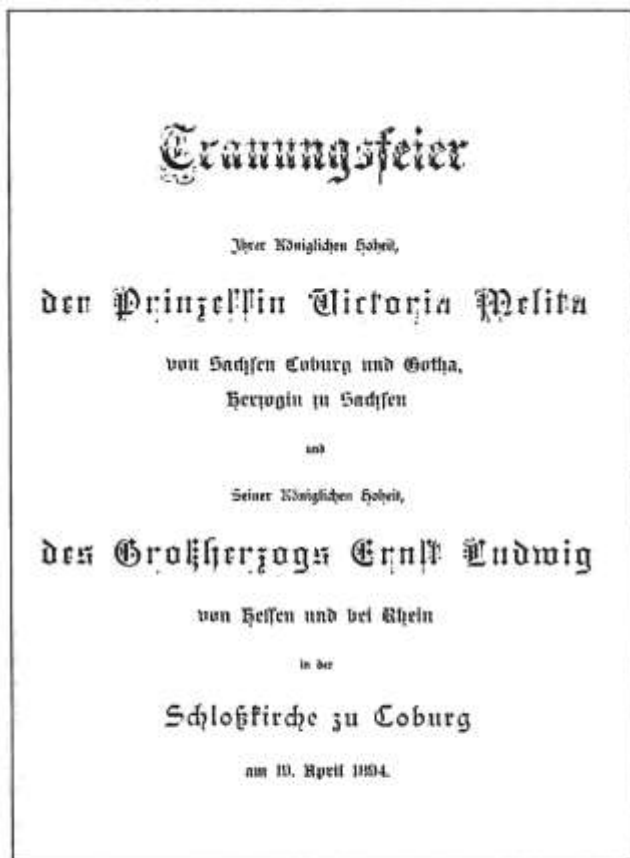 Trauungsfeier
Ihrer Königlichen Hoheit,
der Prinzessin Victoria Melita
von Sachsen Coburg und Gotha,
Herzogin zu Sachsen
und
Seiner Königlichen Hoheit,
des Großherzogs Ernst Ludwig
von Hessen und bei Rhein
in der
Schloßkirche zu Coburg
am 19. April 1894.